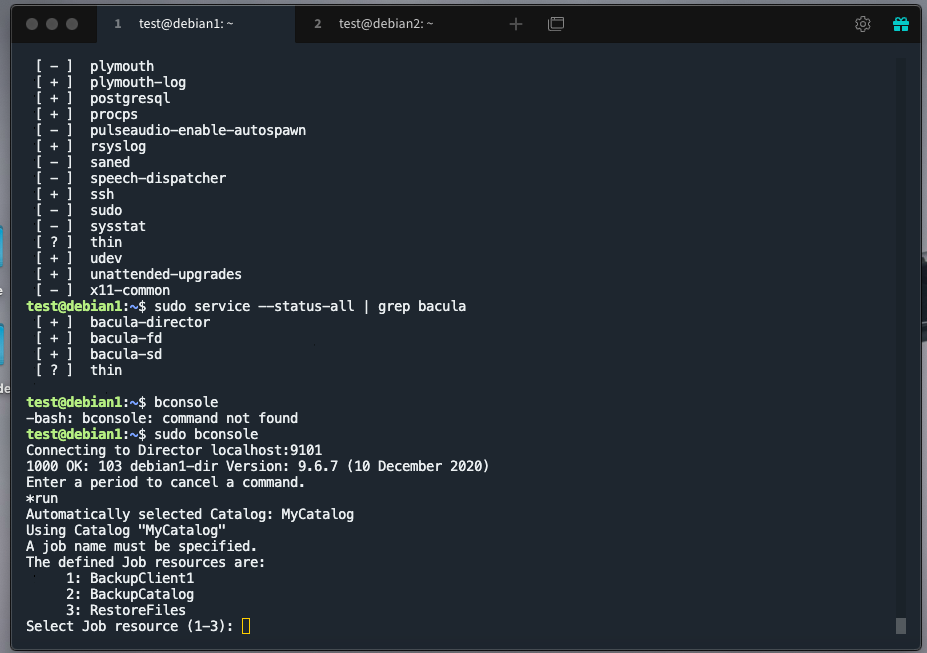 1 test@debian1: ~
2 test@debian2: ~
[ - ] plymouth
[ + ] plymouth-log
[ + ] postgresql
[ + ] procps
[ - ] pulseaudio-enable-autospawn
[ + ] rsyslog
[ - ] saned
[ - ] speech-dispatcher
[ + ] ssh
[ - ] sudo
[ - ] sysstat
[ ? ] thin
[ + ] udev
[ + ] unattended-upgrades
[ - ] x11-common
test@debian1:~$ sudo service --status-all | grep bacula
[ + ] bacula-director
[ + ] bacula-fd
[ + ] bacula-sd
[ ? ] thin
test@debian1:~$ bconsole
-bash: bconsole: command not found
test@debian1:~$ sudo bconsole
Connecting to Director localhost:9101
1000 OK: 103 debian1-dir Version: 9.6.7 (10 December 2020)
Enter a period to cancel a command.
*run
Automatically selected Catalog: MyCatalog
Using Catalog "MyCatalog"
A job name must be specified.
The defined Job resources are:
1: BackupClient1
2: BackupCatalog
3: RestoreFiles
Select Job resource (1-3):